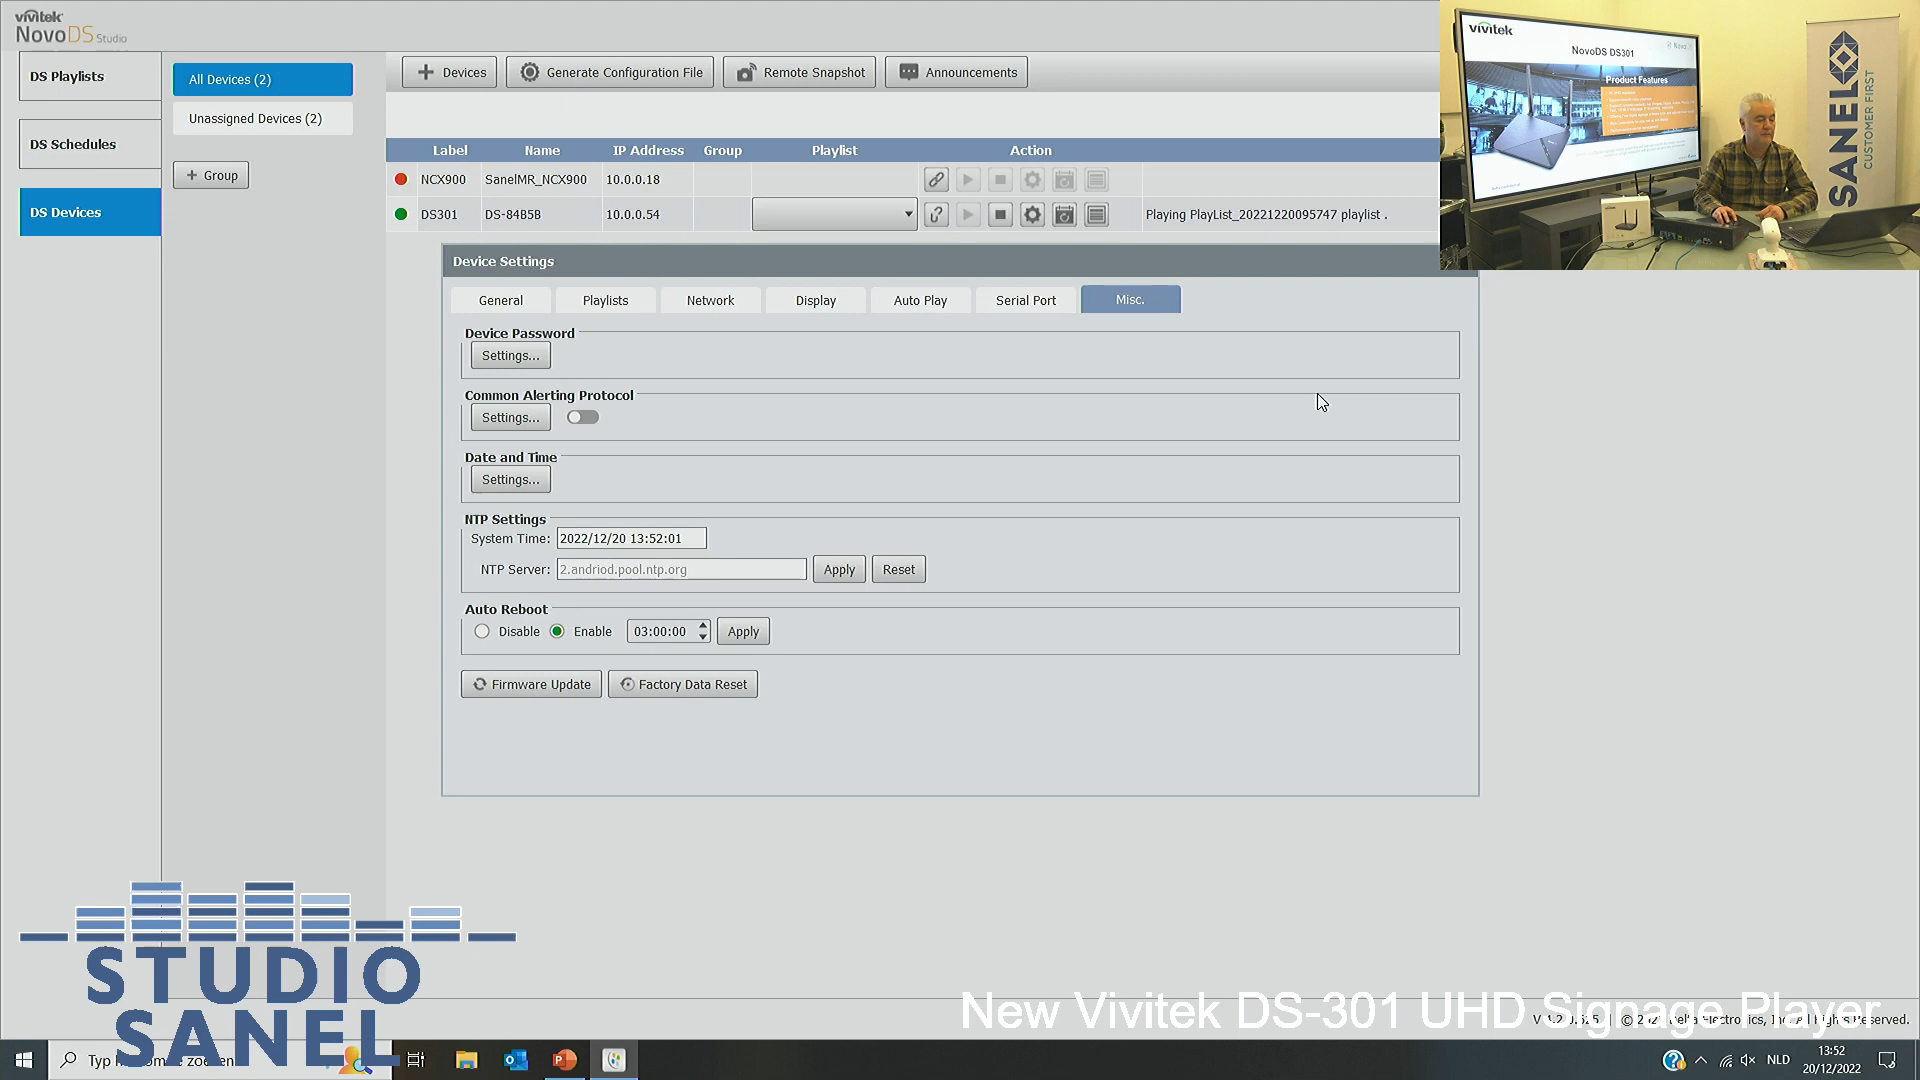 vivitek
NovoDS Studio
DS Playlists
DS Schedules
DS Devices
All Devices (2)
Unassigned Devices (2)
+ Group
+ Devices
Generate Configuration File
Remote Snapshot
Announcements
Label Name IP Address Group Playlist Action
NCX900 SanelMR_NCX900 10.0.0.18
DS301 DS-84B5B 10.0.0.54 Playing PlayList_20221220095747 playlist .
Device Settings
General Playlists Network Display Auto Play Serial Port Misc.
Device Password
Settings...
Common Alerting Protocol
Settings...
Date and Time
Settings...
NTP Settings
System Time: 2022/12/20 13:52:01
NTP Server: 2.andriod.pool.ntp.org Apply Reset
Auto Reboot
Disable Enable 03:00:00 Apply
Firmware Update Factory Data Reset
vivitek
NovoDS DS301
Product Features
SANEL
CUSTOMER FIRST
STUDIO
SANEL
New Vivitek DS-301 UHD Signage Player
NLD
13:52
20/12/2022